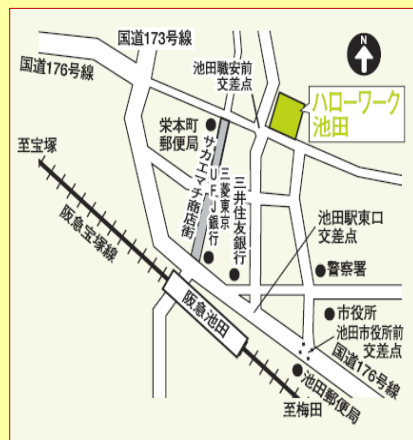 国道173号線
国道176号線
池田職安前
交差点
N
ハローワーク
池田
栄本町
郵便局
サカエマチ商店街
三菱東京
UFJ銀行
三井住友銀行
至宝塚
阪急宝塚線
池田駅東口
交差点
警察署
阪急池田
市役所
池田市役所前
交差点
国道176号線
池田郵便局
至梅田